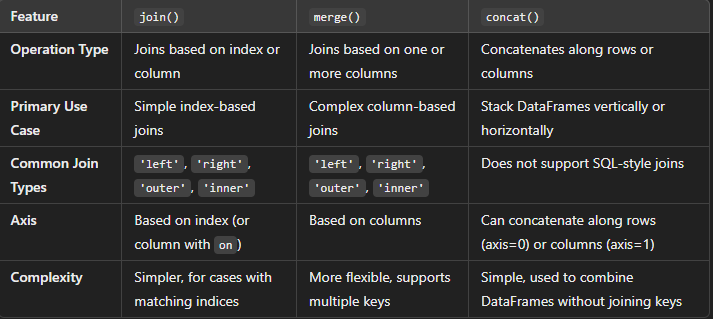 Feature join() merge() concat()
Operation Type Joins based on index or Joins based on one or Concatenates along rows or
column more columns columns
Primary Use Simple index-based Complex column-based Stack DataFrames vertically or
Case joins joins horizontally
Common Join 'left', 'right', 'left', 'right', Does not support SQL-style joins
Types 'outer', 'inner' 'outer', 'inner'
Axis Based on index (or Based on columns Can concatenate along rows
column with on) (axis=0) or columns (axis=1)
Complexity Simpler, for cases with More flexible, supports Simple, used to combine
matching indices multiple keys DataFrames without joining keys